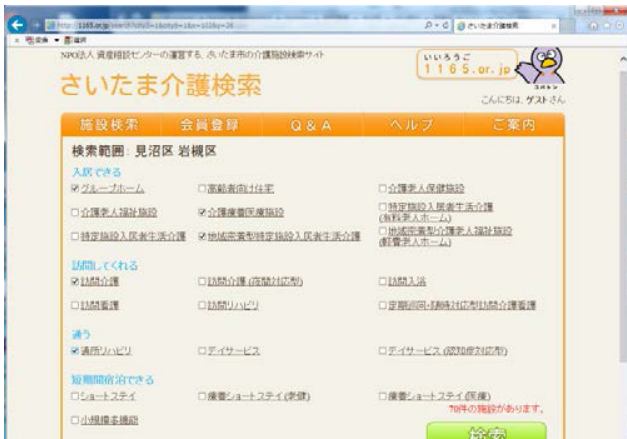 さいたま介護検索
× 変換 ▼ 選択
NPO法人 資産相談センターの運営する、さいたま市の介護施設検索サイト
いいろうご
1165.or.jp
さいたま介護検索
こんにちは、ゲストさん
施設検索 会員登録 Q & A ヘルプ ご案内
検索範囲: 見沼区 岩槻区
入居できる
グループホーム 高齢者向け住宅 介護老人保健施設
介護老人福祉施設 介護療養医療施設 特定施設入居者生活介護
(有料老人ホーム)
特定施設入居者生活介護 地域密着型特定施設入居者生活介護 地域密着型介護老人福祉施設
(軽費老人ホーム)
訪問してくれる
訪問介護 訪問介護(夜間対応型) 訪問入浴
訪問看護 訪問リハビリ 定期巡回・随時対応型訪問介護看護
通う
通所リハビリ デイサービス デイサービス(認知症対応型)
短期間宿泊できる
ショートステイ 療養ショートステイ(老健) 療養ショートステイ(医療)
70件の施設があります。
小規模多機能
検索